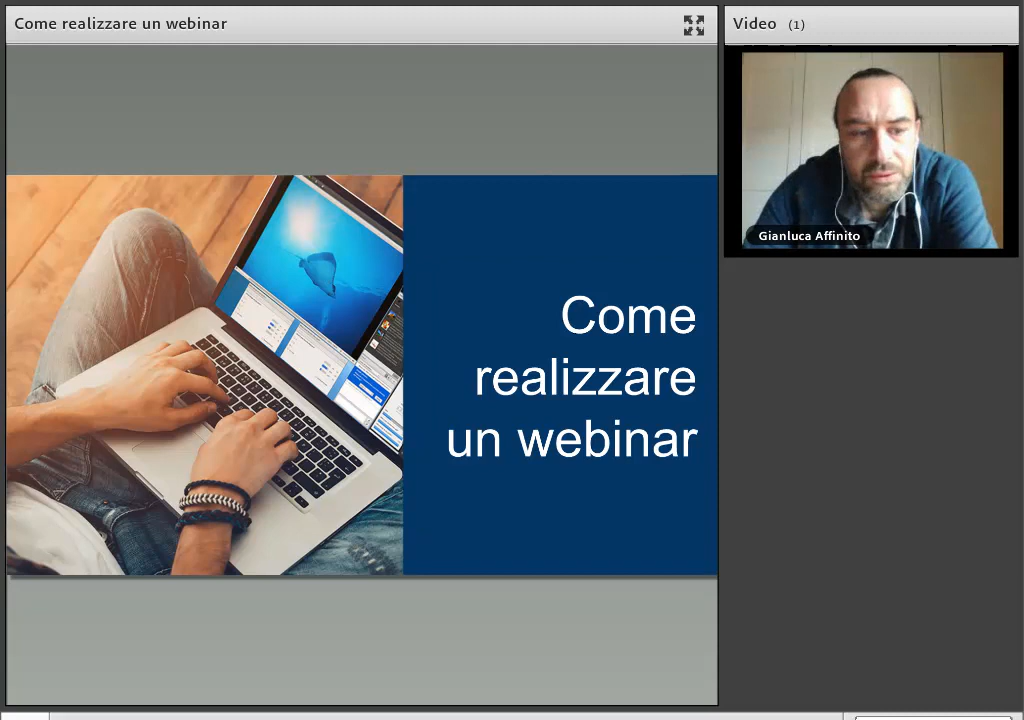 Come realizzare un webinar
Video (1)
Gianluca Affinito
Come
realizzare
un webinar